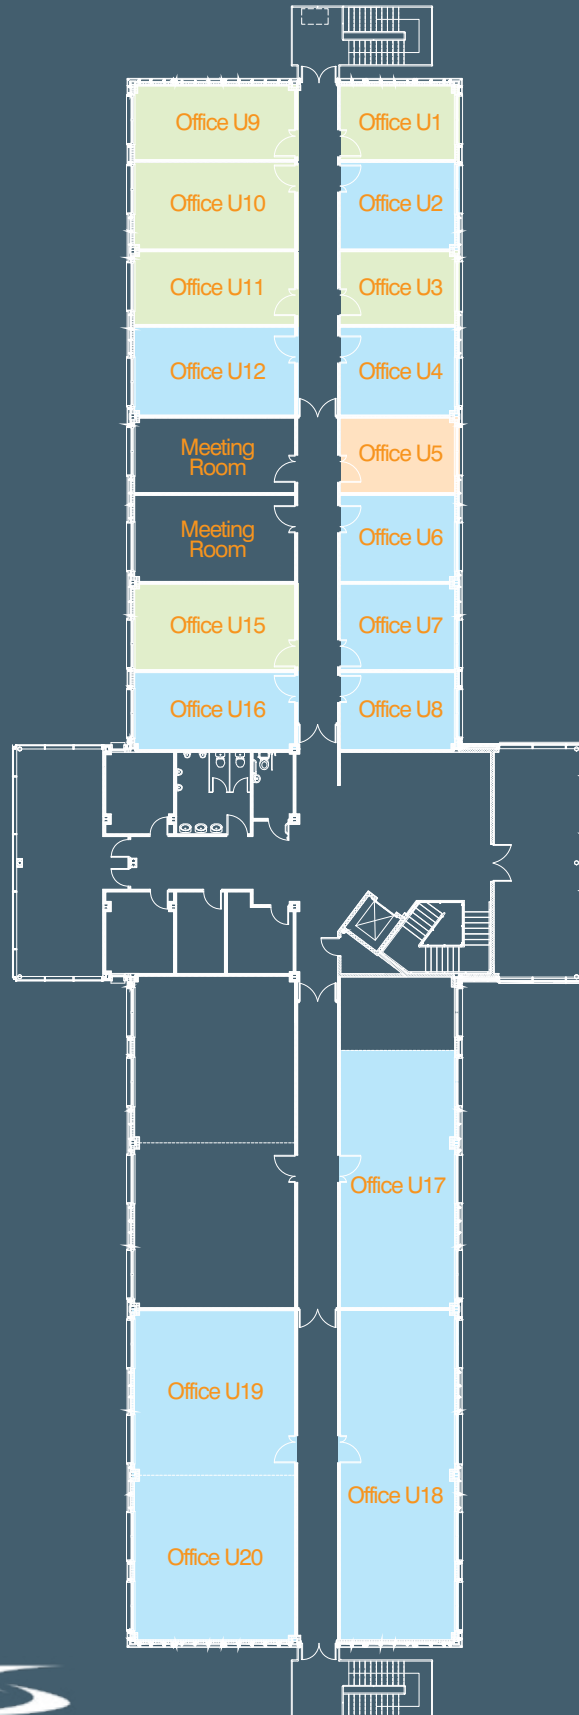 Office U9
Office U1
Office U10
Office U2
Office U11
Office U3
Office U12
Office U4
Meeting
Room
Office U5
Meeting
Room
Office U6
Office U15
Office U7
Office U16
Office U8
Office U17
Office U19
Office U18
Office U20